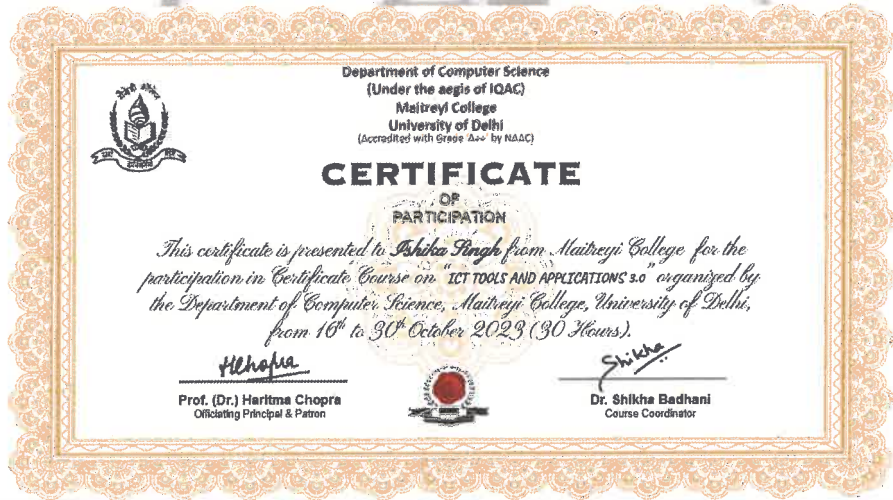 Department of Computer Science
(Under the aegis of IQAC)
Maitreyi College
University of Delhi
(Accredited with Grade 'A++' by NAAC)
CERTIFICATE
OF
PARTICIPATION
This certificate is presented to Ishika Singh from Maitreyi College for the
participation in Certificate Course on "ICT TOOLS AND APPLICATIONS 3.0" organized by
the Department of Computer Science, Maitreyi College, University of Delhi,
from 16th to 30th October 2023 (30 Hours).
HChopra
Shikha
Prof. (Dr.) Haritma Chopra
Officiating Principal & Patron
Dr. Shikha Badhani
Course Coordinator